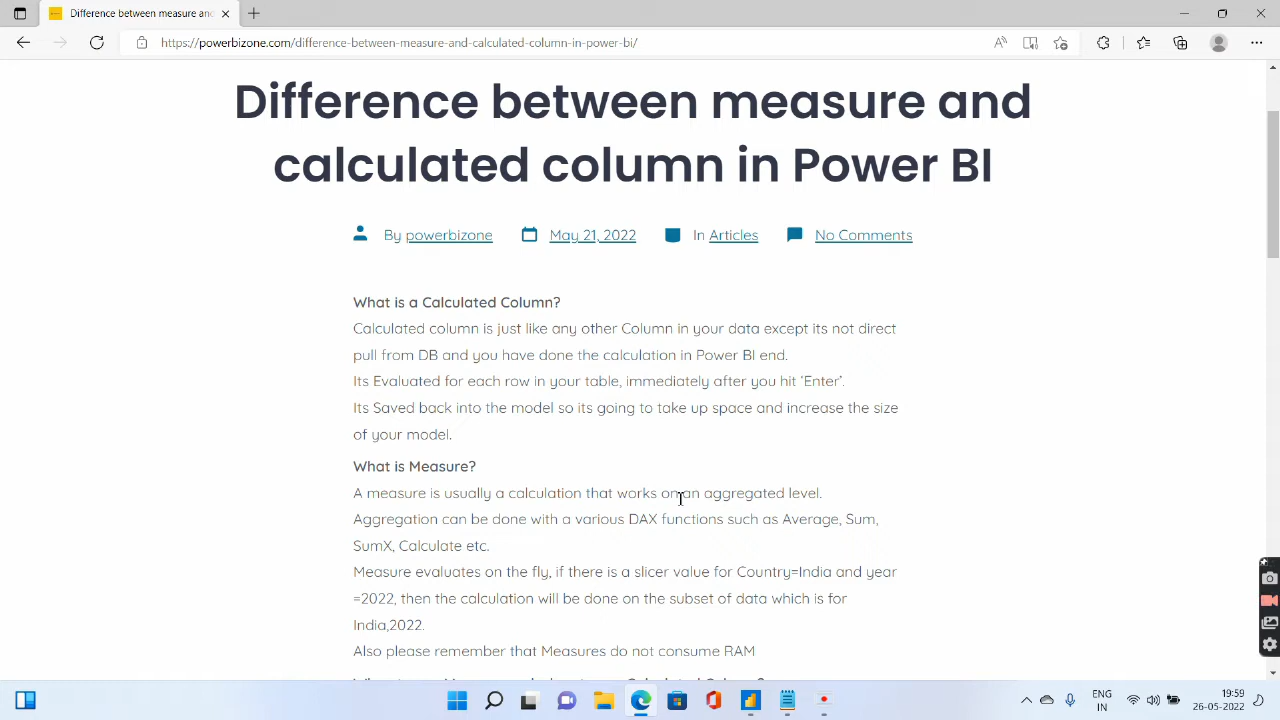 Difference between measure and
https://powerbizone.com/difference-between-measure-and-calculated-column-in-power-bi/
Difference between measure and
calculated column in Power BI
By powerbizone May 21, 2022 In Articles No Comments
What is a Calculated Column?
Calculated column is just like any other Column in your data except its not direct
pull from DB and you have done the calculation in Power BI end.
Its Evaluated for each row in your table, immediately after you hit ‘Enter’.
Its Saved back into the model so its going to take up space and increase the size
of your model.
What is Measure?
A measure is usually a calculation that works on an aggregated level.
Aggregation can be done with a various DAX functions such as Average, Sum,
SumX, Calculate etc.
Measure evaluates on the fly, if there is a slicer value for Country=India and year
=2022, then the calculation will be done on the subset of data which is for
India,2022.
Also please remember that Measures do not consume RAM
ENG
IN
19:59
26-05-2022